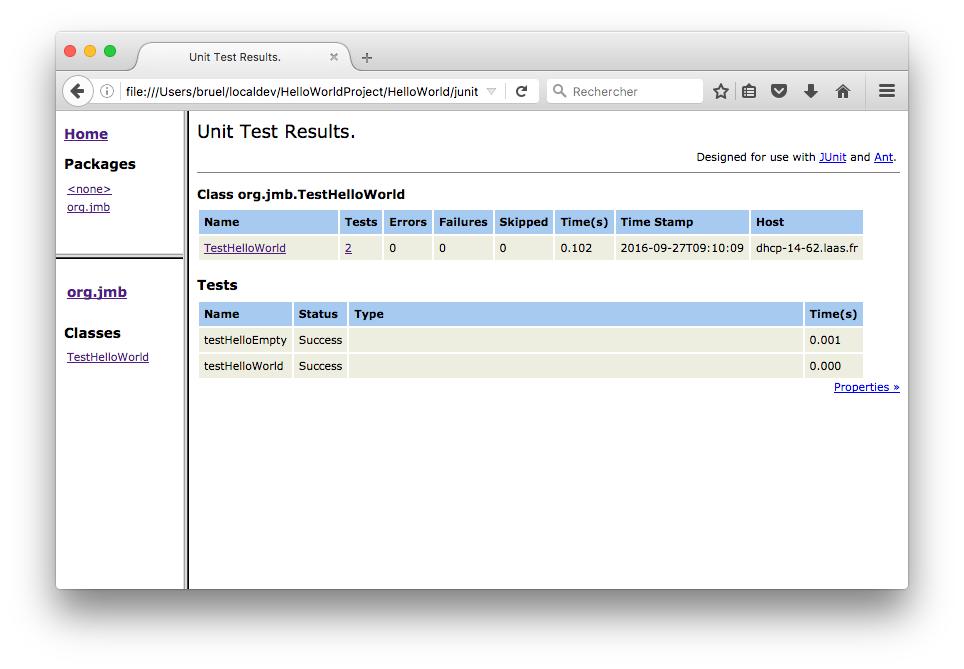 Unit Test Results.
file:///Users/bruel/localdev/HelloWorldProject/HelloWorld/junit
Rechercher
Home
Packages
<none>
org.jmb
org.jmb
Classes
TestHelloWorld
Unit Test Results.
Designed for use with JUnit and Ant.
Class org.jmb.TestHelloWorld
Name Tests Errors Failures Skipped Time(s) Time Stamp Host
TestHelloWorld 2 0 0 0 0.102 2016-09-27T09:10:09 dhcp-14-62.laas.fr
Tests
Name Status Type Time(s)
testHelloEmpty Success 0.001
testHelloWorld Success 0.000
Properties »